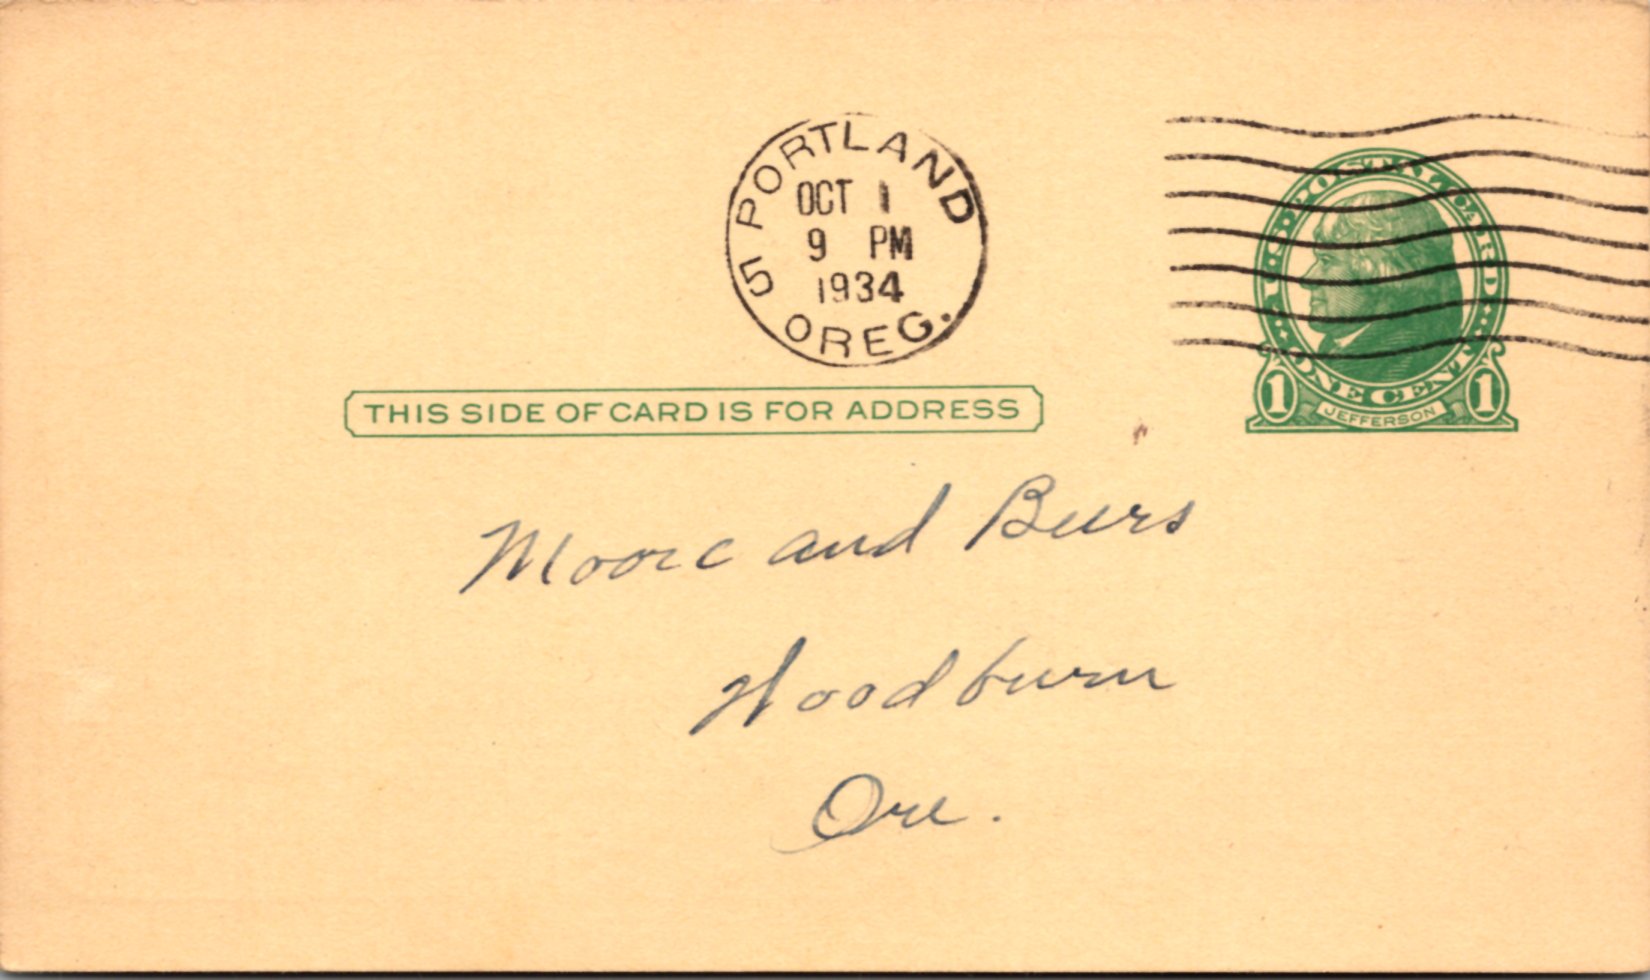 PORTLAND
OCT 1
9 PM
1934
5 OREG.
U.S. POSTAL CARD
ONE CENT
1 JEFFERSON 1
THIS SIDE OF CARD IS FOR ADDRESS
Moore and Beers
Woodburn
Ore.